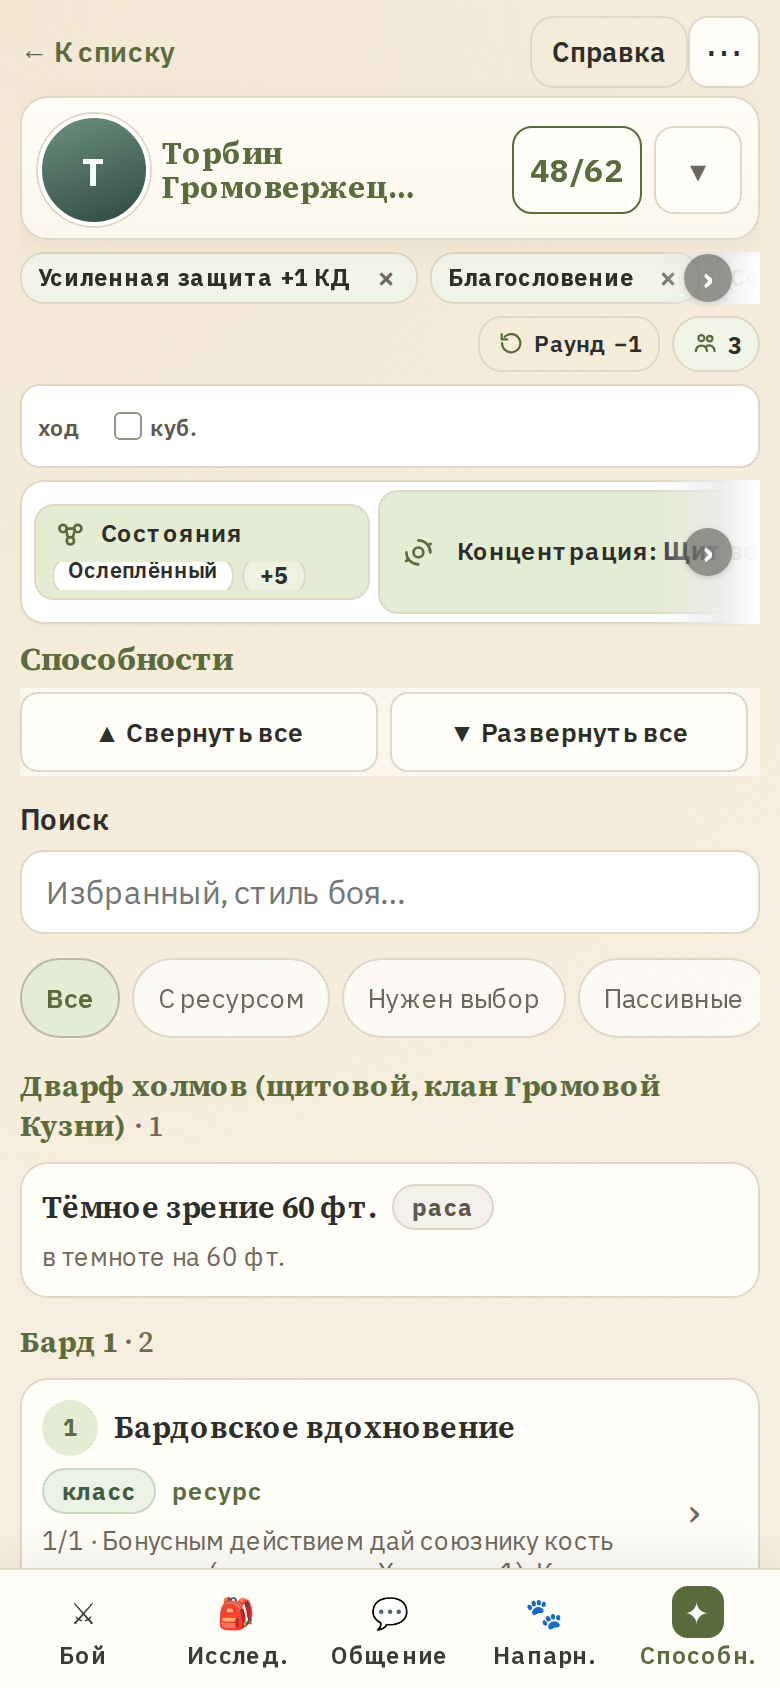 ← К списку
Справка
...
Т
Торбин
Громовержец...
48/62
▼
Усиленная защита +1 КД ×
Благословение ×
Раунд −1
3
ход
куб.
Состояния
Ослеплённый
+5
Концентрация: Щит
Способности
▲ Свернуть все
▼ Развернуть все
Поиск
Избранный, стиль боя...
Все
С ресурсом
Нужен выбор
Пассивные
Дварф холмов (щитовой, клан Громовой
Кузни) · 1
Тёмное зрение 60 фт. раса
в темноте на 60 фт.
Бард 1 · 2
1 Бардовское вдохновение
класс ресурс
1/1 · Бонусным действием дай союзнику кость
Бой
Исслед.
Общение
Напарн.
Способн.